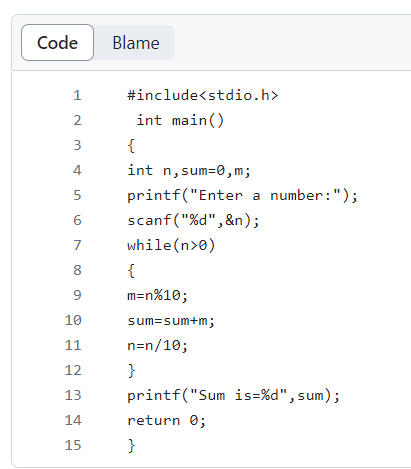 Code Blame
1 #include<stdio.h>
2 int main()
3 {
4 int n,sum=0,m;
5 printf("Enter a number:");
6 scanf("%d",&n);
7 while(n>0)
8 {
9 m=n%10;
10 sum=sum+m;
11 n=n/10;
12 }
13 printf("Sum is=%d",sum);
14 return 0;
15 }